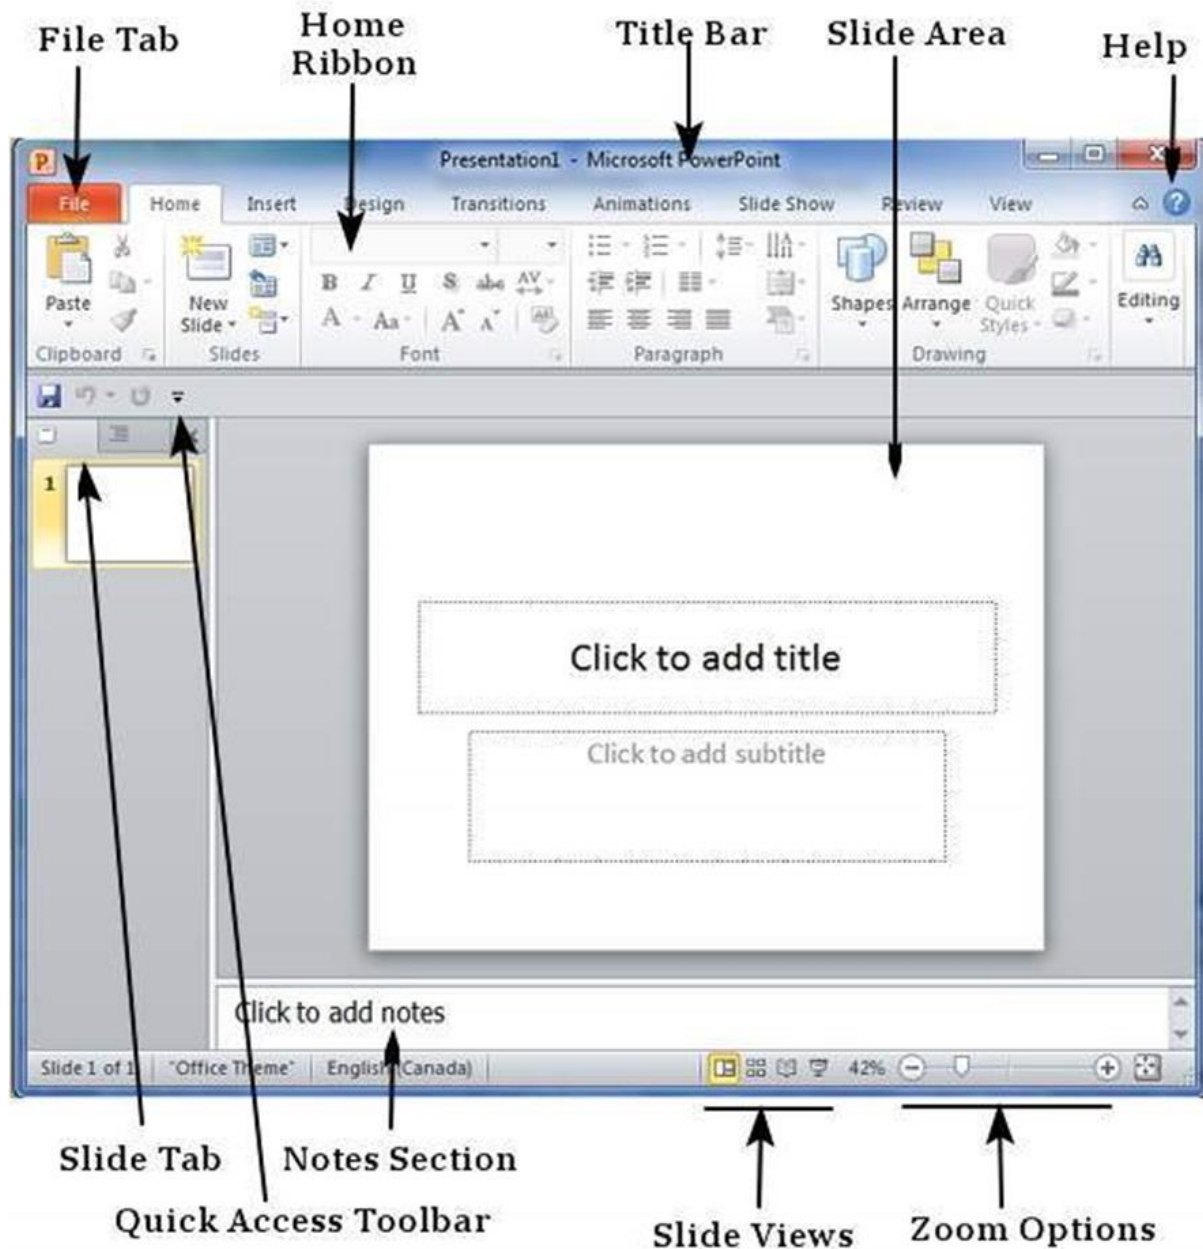 File Tab
Home
Ribbon
Title Bar
Slide Area
Help
P
Presentation1 - Microsoft PowerPoint
File Home Insert Design Transitions Animations Slide Show Review View
Paste
New
Slide
B I U S abc AV
A Aa A A
Shapes Arrange Quick
Styles
Editing
Clipboard Slides Font Paragraph Drawing
1
Click to add title
Click to add subtitle
Click to add notes
Slide 1 of 1 "Office Theme" English (Canada) 42%
Slide Tab Notes Section
Quick Access Toolbar
Slide Views
Zoom Options